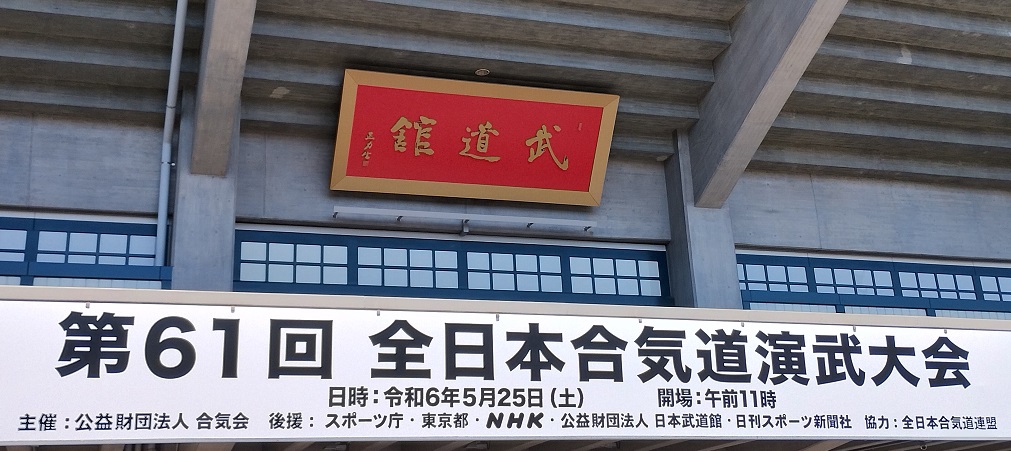 武道館
第61回 全日本合気道演武大会
日時：令和6年5月25日（土） 開場：午前11時
主催：公益財団法人 合気会 後援：スポーツ庁・東京都・NHK・公益財団法人 日本武道館・日刊スポーツ新聞社 協力：全日本合気道連盟